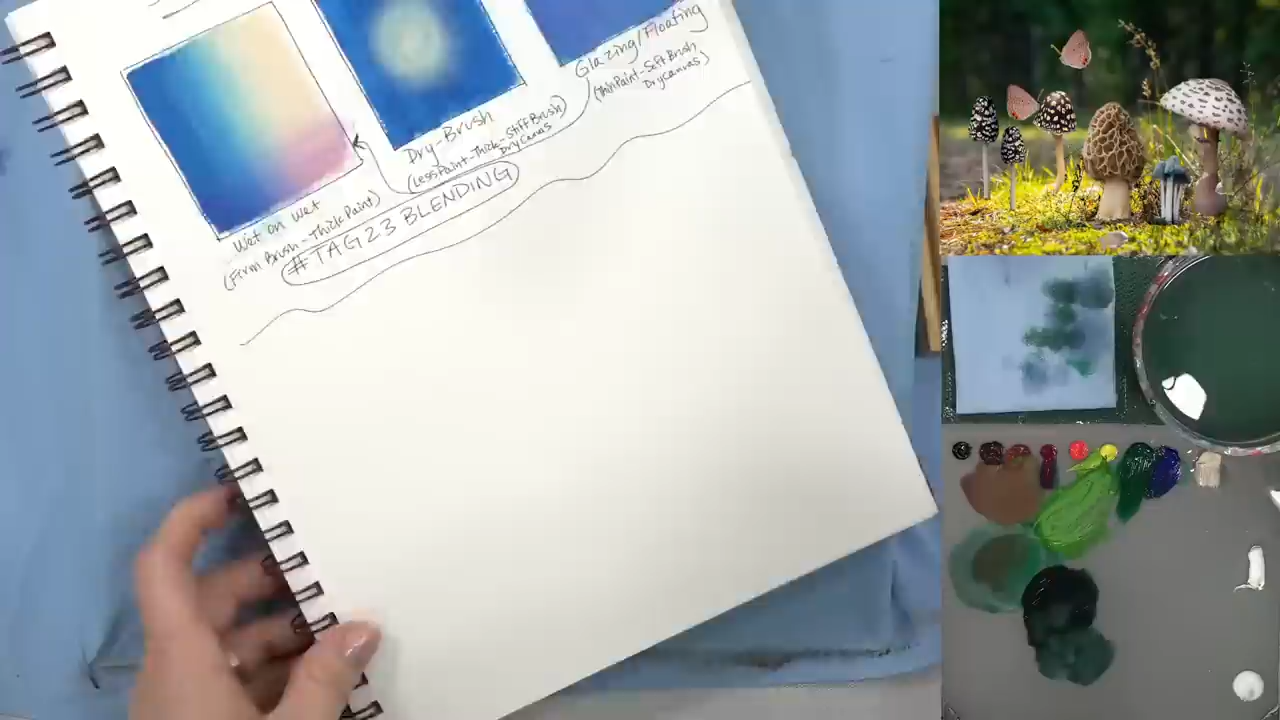 Wet on Wet
(Firm Brush-Thick Paint)
Dry-Brush
(Less Paint-Thick-Stiff Brush)
Dry Canvas
Glazing/Floating
(Thin Paint-Soft Brush
Dry Canvas)
#TAG23 BLENDING